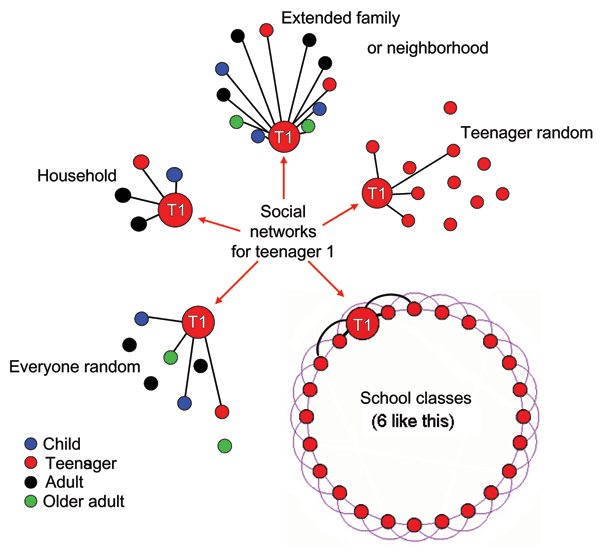 Extended family
or neighborhood
T1
Teenager random
T1
Household
T1
Social
networks
for teenager 1
T1
Everyone random
T1
School classes
(6 like this)
Child
Teenager
Adult
Older adult